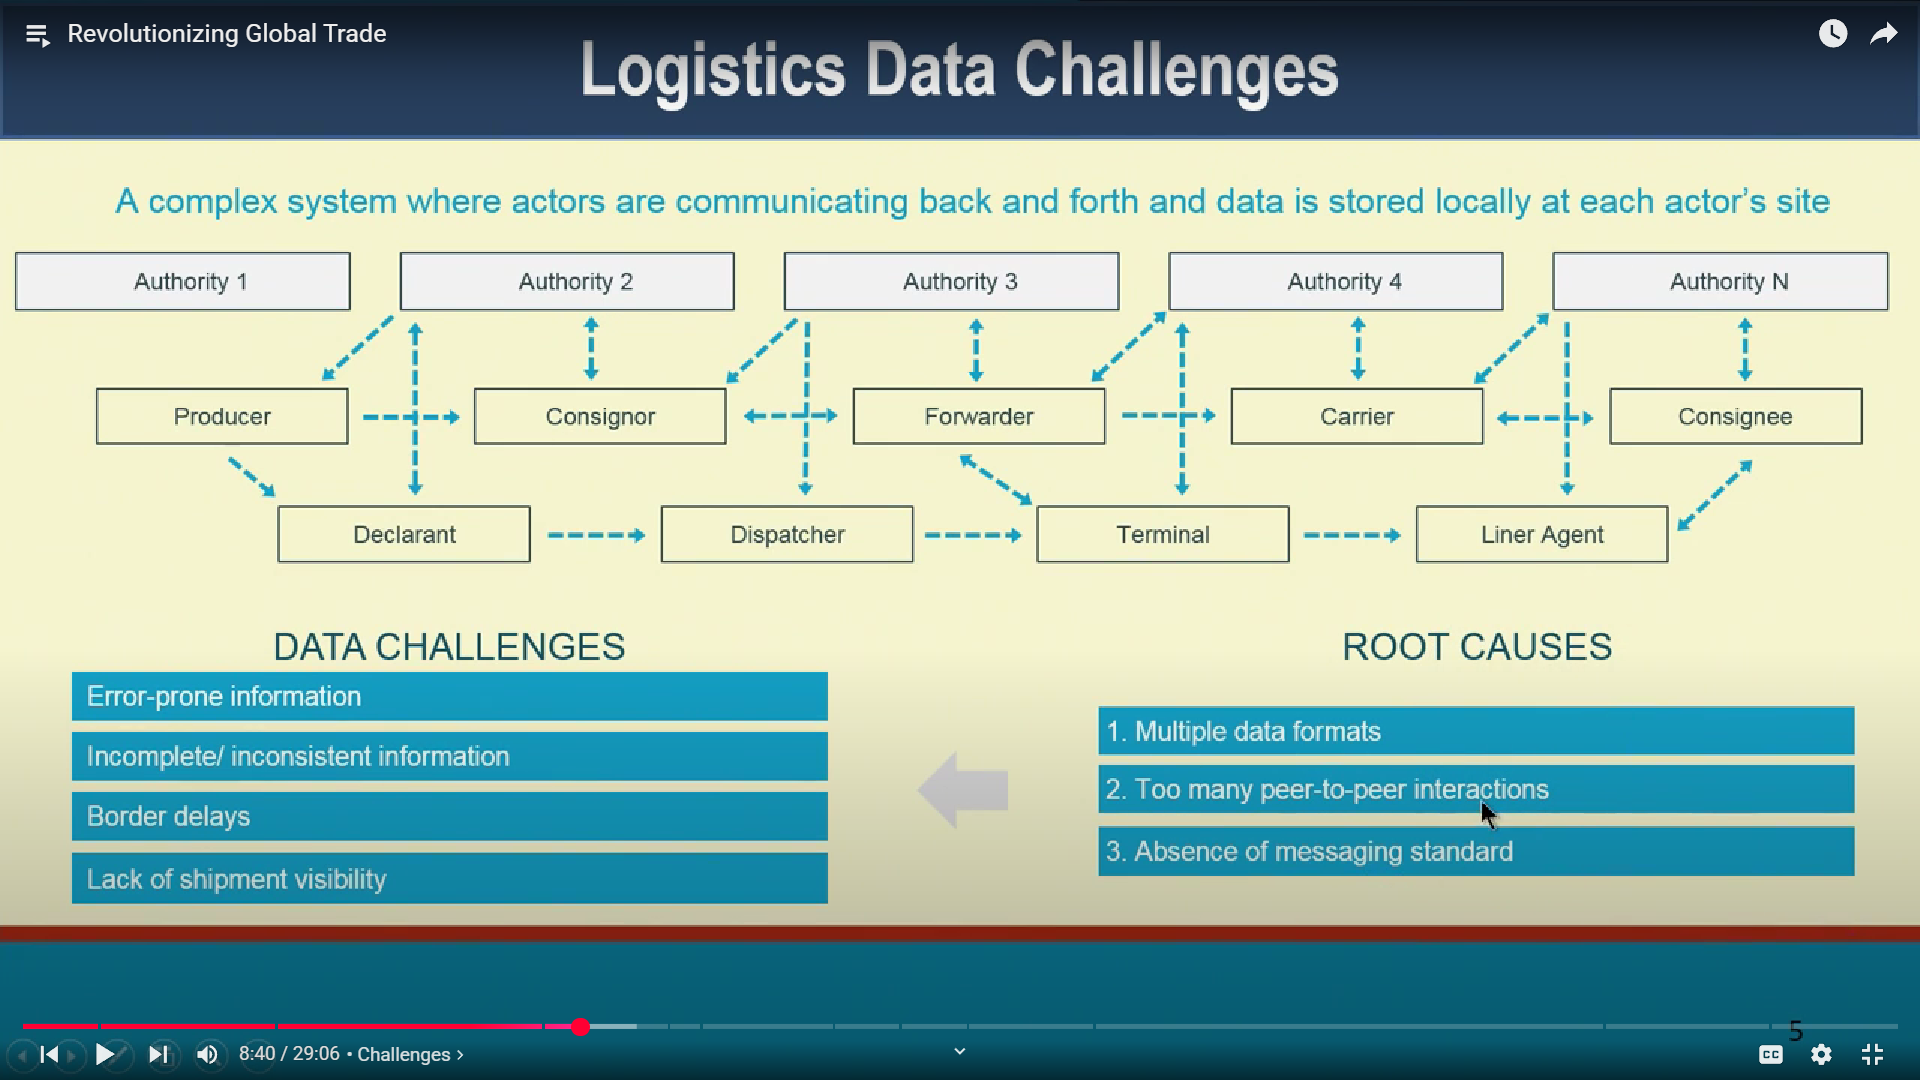 Revolutionizing Global Trade
Logistics Data Challenges
A complex system where actors are communicating back and forth and data is stored locally at each actor's site
Authority 1
Authority 2
Authority 3
Authority 4
Authority N
Producer
Consignor
Forwarder
Carrier
Consignee
Declarant
Dispatcher
Terminal
Liner Agent
DATA CHALLENGES
Error-prone information
Incomplete/ inconsistent information
Border delays
Lack of shipment visibility
ROOT CAUSES
1. Multiple data formats
2. Too many peer-to-peer interactions
3. Absence of messaging standard
5
8:40 / 29:06 • Challenges ›
CC